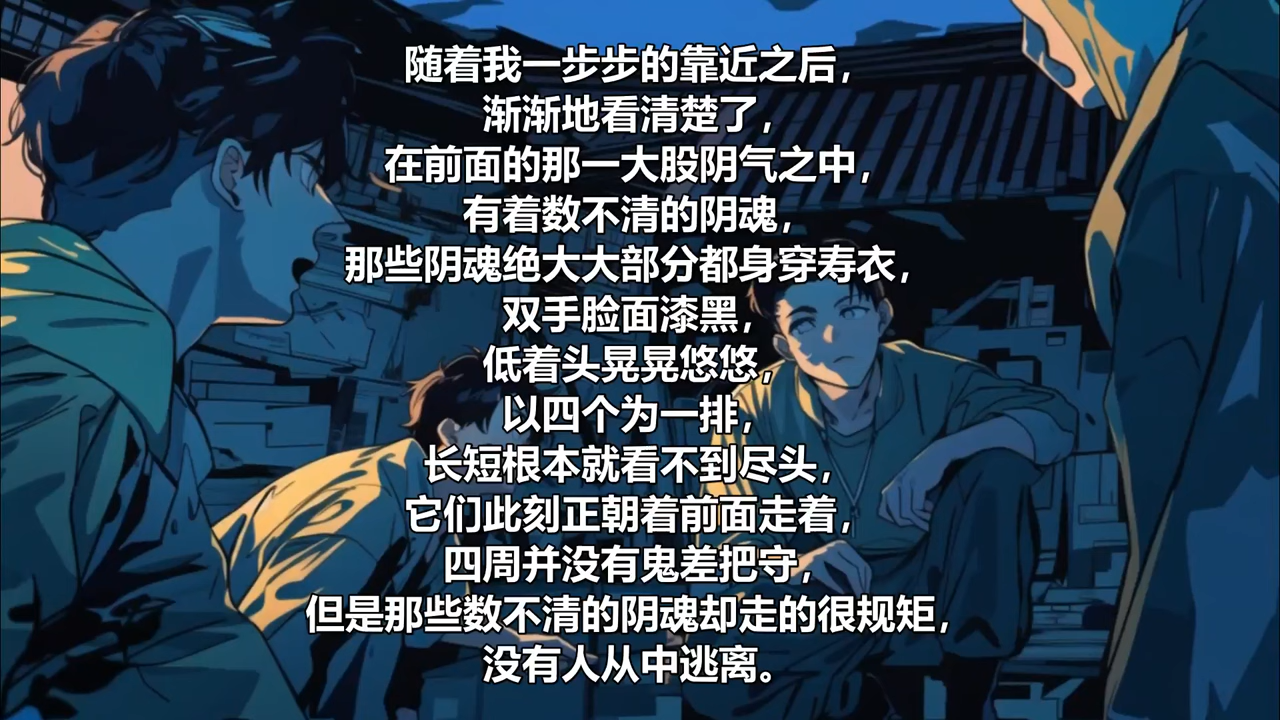 随着我一步步的靠近之后，
渐渐地看清楚了，
在前面的那一大股阴气之中，
有着数不清的阴魂，
那些阴魂绝大大部分都身穿寿衣，
双手脸面漆黑，
低着头晃晃悠悠，
以四个为一排，
长短根本就看不到尽头，
它们此刻正朝着前面走着，
四周并没有鬼差把守，
但是那些数不清的阴魂却走的很规矩，
没有人从中逃离。